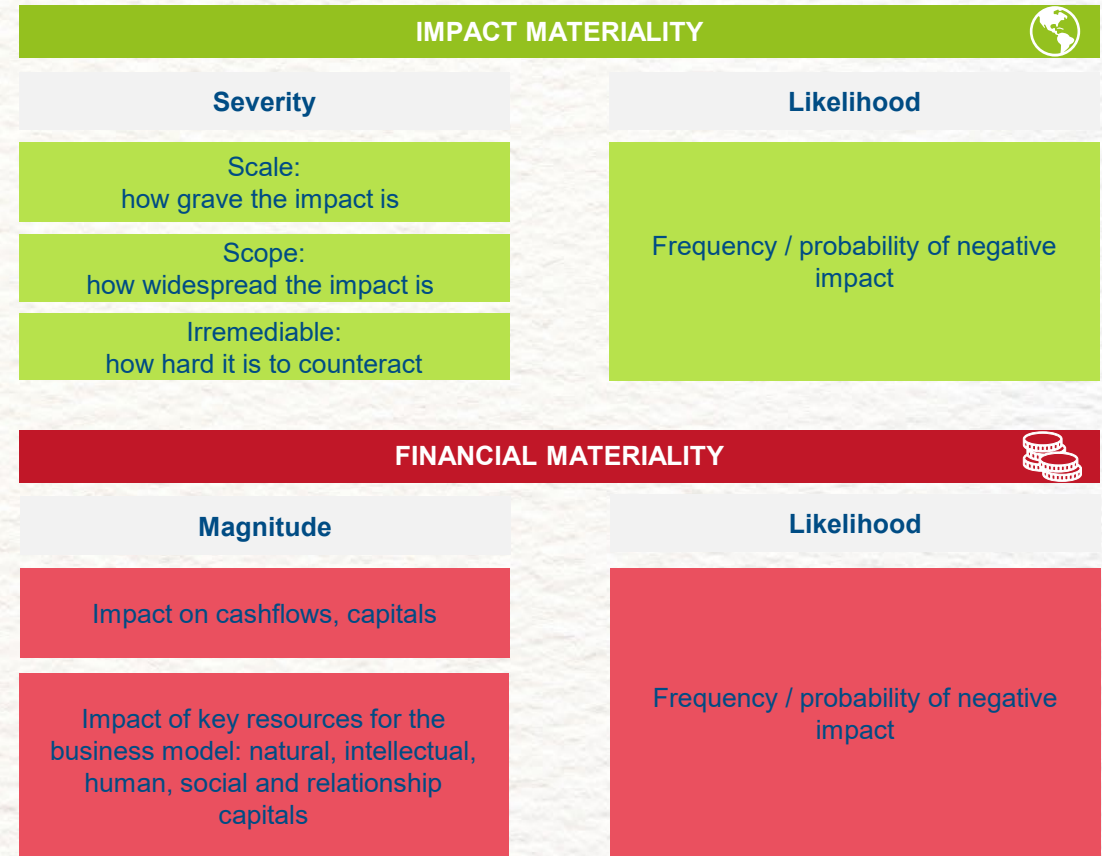 IMPACT MATERIALITY
Severity
Likelihood
Scale:
how grave the impact is
Scope:
how widespread the impact is
Irremediable:
how hard it is to counteract
Frequency / probability of negative
impact
FINANCIAL MATERIALITY
Magnitude
Likelihood
Impact on cashflows, capitals
Impact of key resources for the
business model: natural, intellectual,
human, social and relationship
capitals
Frequency / probability of negative
impact